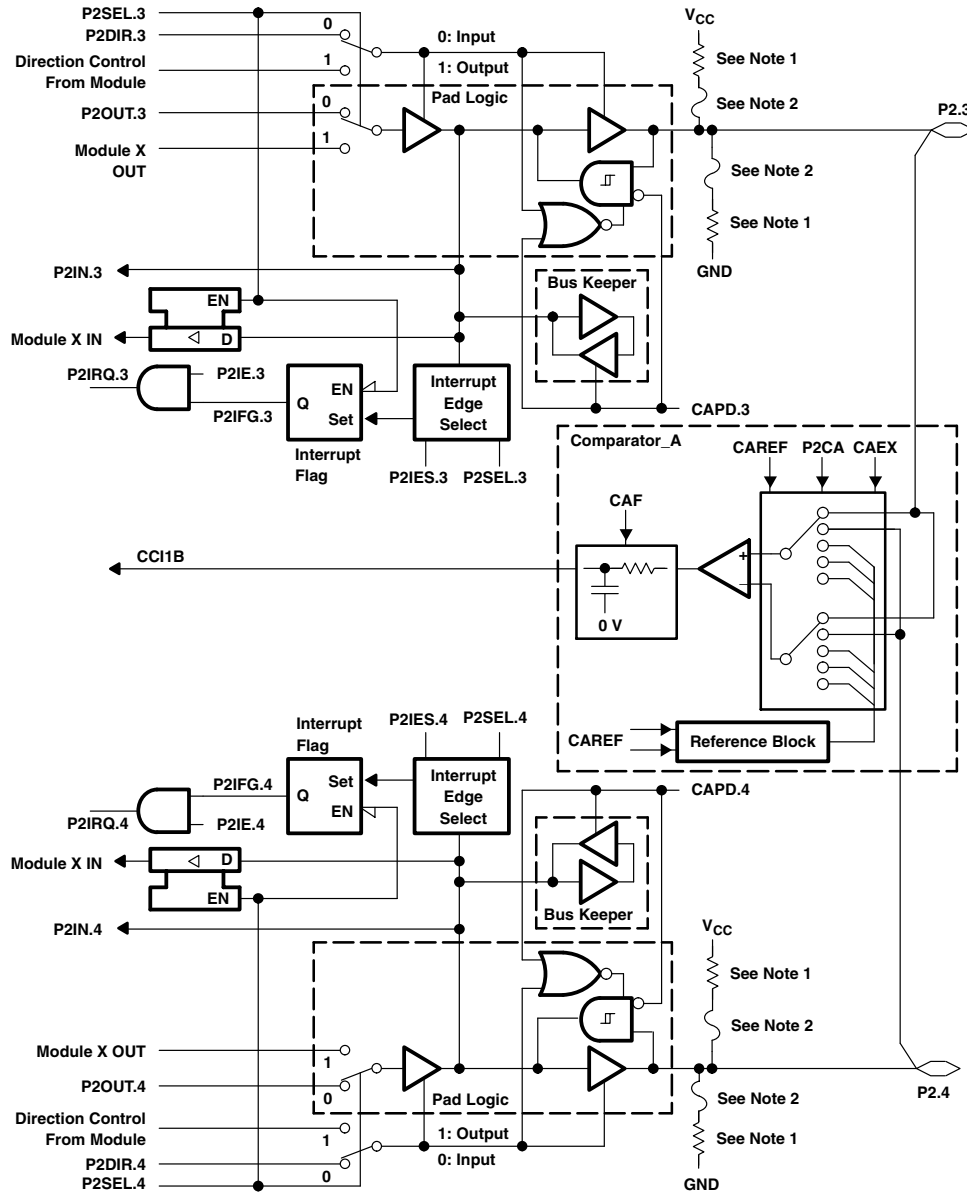 P2SEL.3
P2DIR.3
0
Direction Control
From Module
1
0: Input
1: Output
Pad Logic
P2OUT.3
0
Module X
OUT
1
VCC
See Note 1
See Note 2
P2.3
See Note 2
See Note 1
GND
P2IN.3
Bus Keeper
EN
Module X IN
D
P2IRQ.3
P2IE.3
P2IFG.3
Q
EN
Set
Interrupt
Flag
Interrupt
Edge
Select
P2IES.3
P2SEL.3
CAPD.3
Comparator_A
CAREF
P2CA
CAEX
CAF
CCI1B
+
−
0 V
CAREF
Reference Block
Interrupt
Flag
P2IES.4
P2SEL.4
P2IFG.4
Q
Set
EN
Interrupt
Edge
Select
CAPD.4
P2IRQ.4
P2IE.4
Module X IN
D
EN
Bus Keeper
P2IN.4
VCC
See Note 1
See Note 2
Module X OUT
1
P2OUT.4
0
Pad Logic
P2.4
See Note 2
See Note 1
GND
Direction Control
From Module
1
1: Output
0: Input
P2DIR.4
0
P2SEL.4